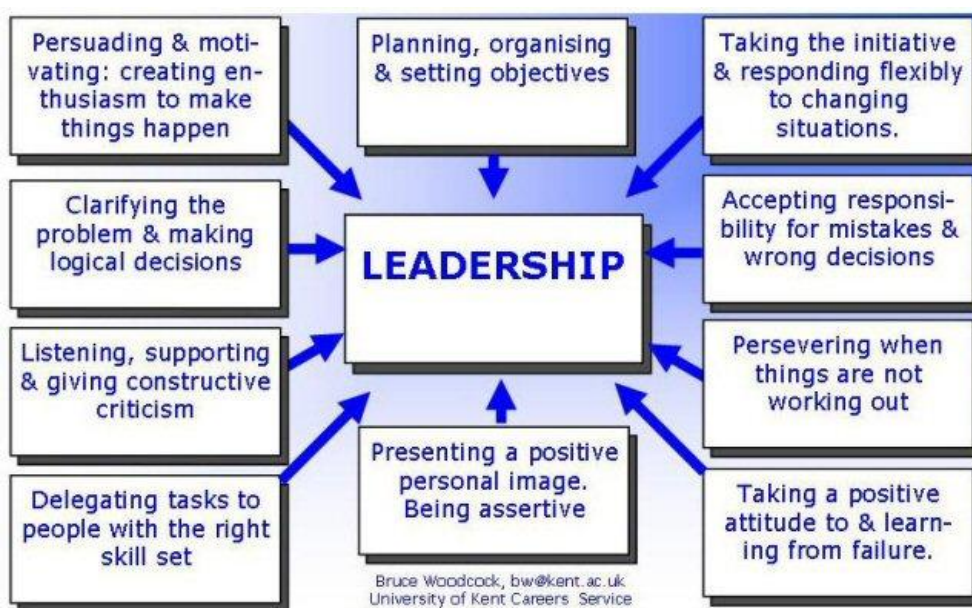 Persuading & moti-
vating: creating en-
thusiasm to make
things happen
Planning, organising
& setting objectives
Taking the initiative
& responding flexibly
to changing
situations.
Clarifying the
problem & making
logical decisions
LEADERSHIP
Accepting responsi-
bility for mistakes &
wrong decisions
Listening, supporting
& giving constructive
criticism
Persevering when
things are not
working out
Delegating tasks to
people with the right
skill set
Presenting a positive
personal image.
Being assertive
Taking a positive
attitude to & learn-
ing from failure.
Bruce Woodcock, bw@kent.ac.uk
University of Kent Careers Service